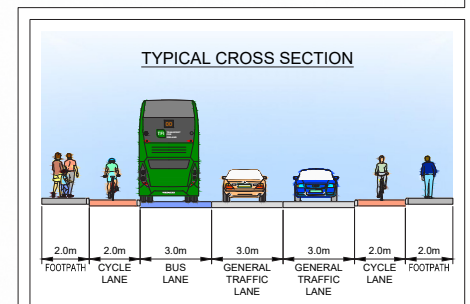 TYPICAL CROSS SECTION
2.0m 2.0m 3.0m 3.0m 3.0m 2.0m 2.0m
FOOTPATH CYCLE LANE BUS LANE GENERAL TRAFFIC LANE GENERAL TRAFFIC LANE CYCLE LANE FOOTPATH